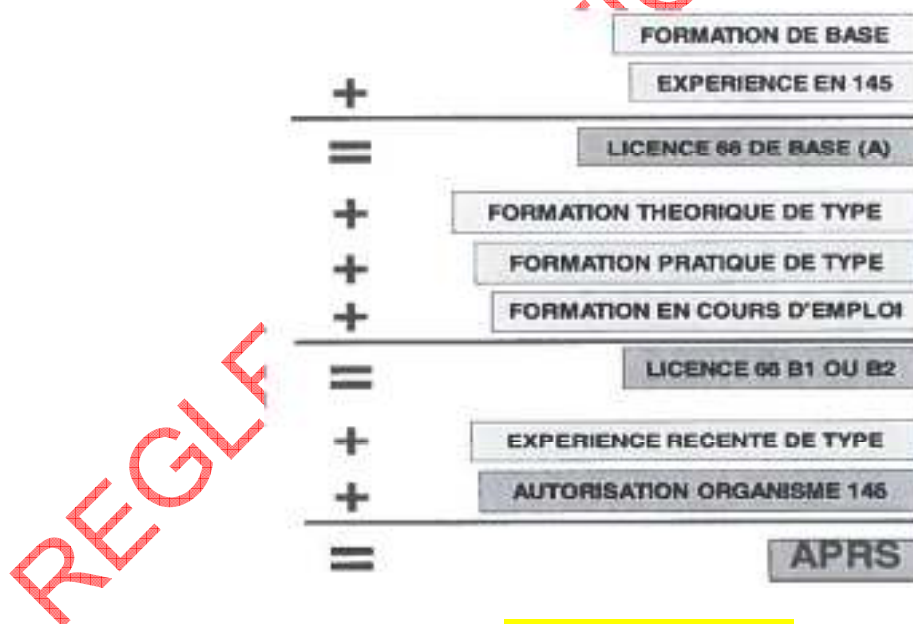 FORMATION DE BASE
+ EXPERIENCE EN 145
= LICENCE 66 DE BASE (A)
+ FORMATION THEORIQUE DE TYPE
+ FORMATION PRATIQUE DE TYPE
+ FORMATION EN COURS D'EMPLOI
= LICENCE 66 B1 OU B2
+ EXPERIENCE RECENTE DE TYPE
+ AUTORISATION ORGANISME 145
= APRS
REGLE